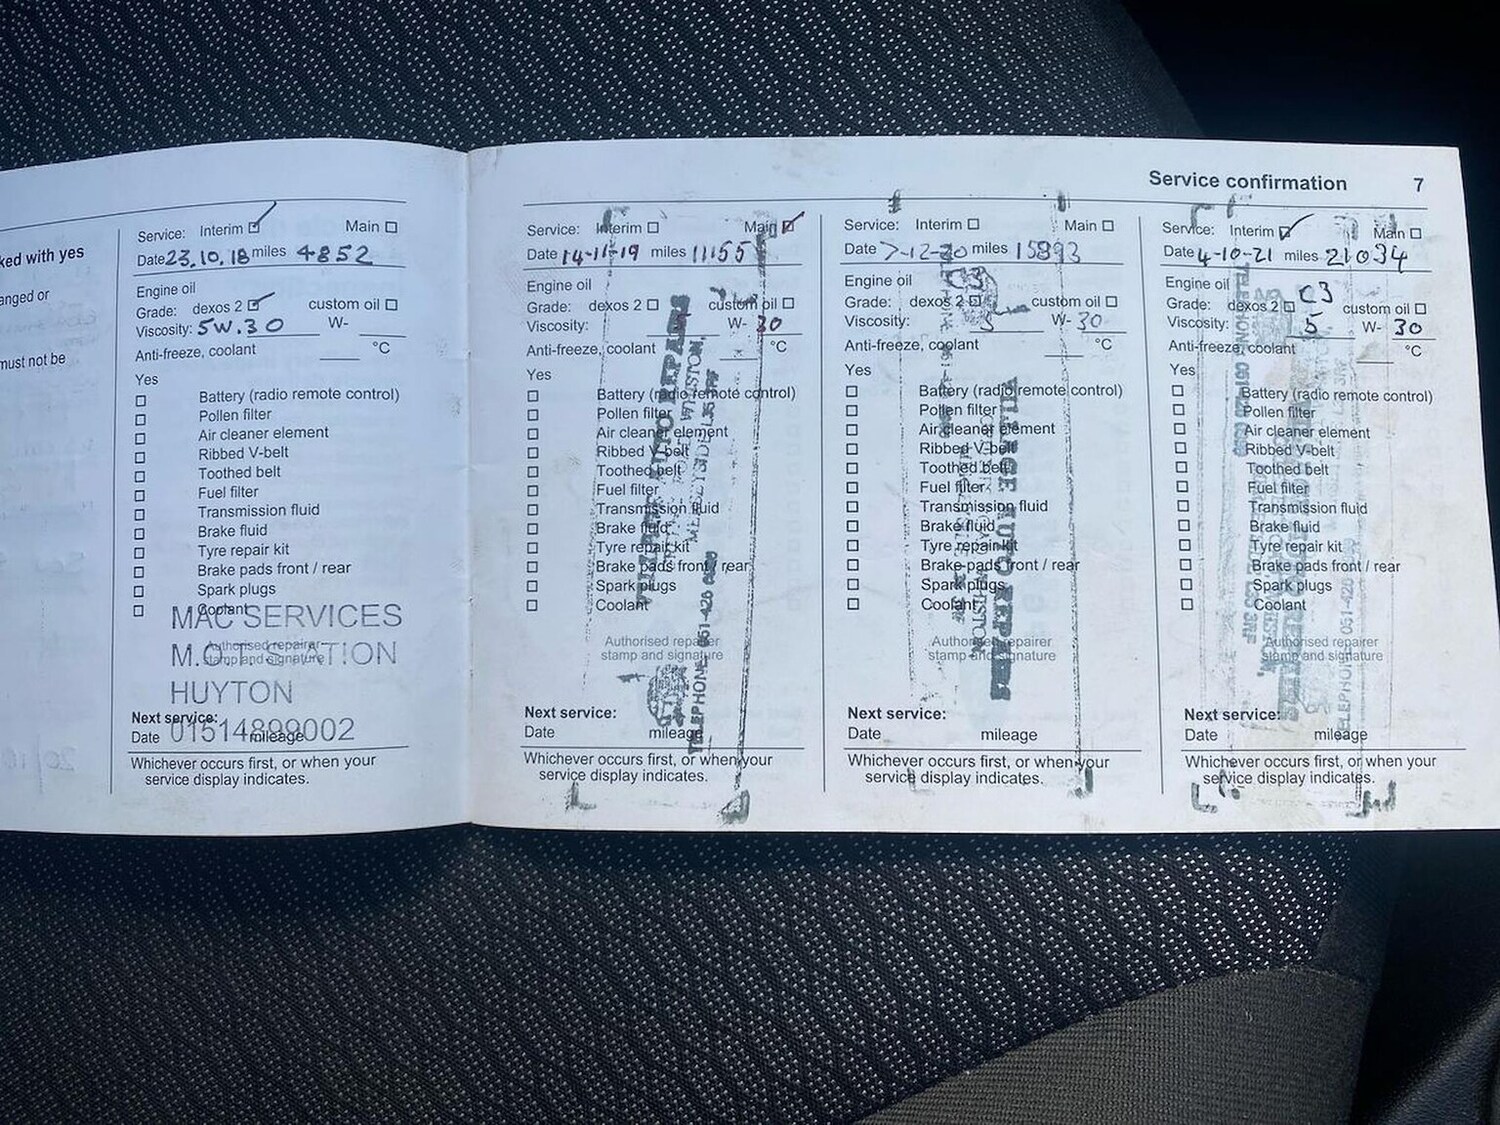 Service confirmation 7
ked with yes
anged or
must not be
Service: Interim Main
Date 23.10.18 miles 4852
Engine oil
Grade: dexos 2 custom oil
Viscosity: 5W.30 W-
Anti-freeze, coolant °C
Yes
Battery (radio remote control)
Pollen filter
Air cleaner element
Ribbed V-belt
Toothed belt
Fuel filter
Transmission fluid
Brake fluid
Tyre repair kit
Brake pads front / rear
Spark plugs
Coolant
MAC SERVICES
Authorised repairer
M.O.T STATION
stamp and signature
HUYTON
Next service:
01514899002
Date mileage
Whichever occurs first, or when your
service display indicates.
Service: Interim Main
Date 14-11-19 miles 11155
Engine oil
Grade: dexos 2 custom oil
Viscosity: W- 30
Anti-freeze, coolant °C
Yes
Battery (radio remote control)
Pollen filter
Air cleaner element
Ribbed V-belt
Toothed belt
Fuel filter
Transmission fluid
Brake fluid
Tyre repair kit
Brake pads front / rear
Spark plugs
Coolant
Authorised repairer
stamp and signature
Next service:
Date mileage
Whichever occurs first, or when your
service display indicates.
AUTO REPAIRS
Service: Interim Main
Date 7-12-20 miles 15893
Engine oil C3
Grade: dexos 2 custom oil
Viscosity: 5 W- 30
Anti-freeze, coolant °C
Yes
Battery (radio remote control)
Pollen filter
Air cleaner element
Ribbed V-belt
Toothed belt
Fuel filter
Transmission fluid
Brake fluid
Tyre repair kit
Brake pads front / rear
Spark plugs
Coolant
Authorised repairer
stamp and signature
Next service:
Date mileage
Whichever occurs first, or when your
service display indicates.
VILLAGE AUTO REPAIRS
Service: Interim Main
Date 4-10-21 miles 21034
Engine oil C3
Grade: dexos 2 custom oil
Viscosity: 5 W- 30
Anti-freeze, coolant °C
Yes
Battery (radio remote control)
Pollen filter
Air cleaner element
Ribbed V-belt
Toothed belt
Fuel filter
Transmission fluid
Brake fluid
Tyre repair kit
Brake pads front / rear
Spark plugs
Coolant
Authorised repairer
stamp and signature
Next service:
Date mileage
Whichever occurs first, or when your
service display indicates.